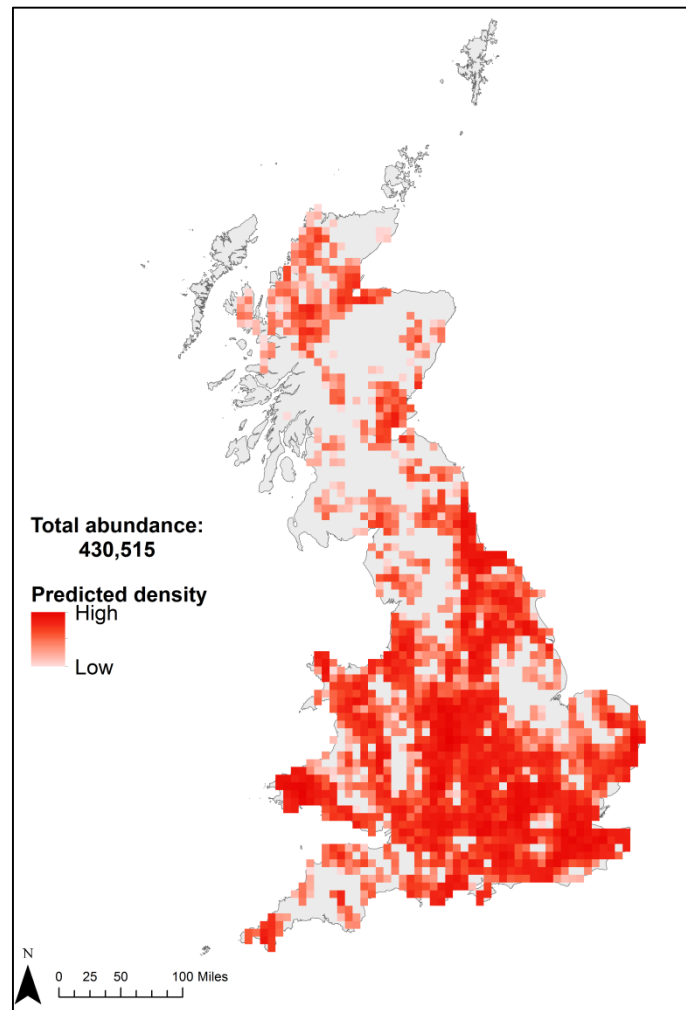 Total abundance:
430,515
Predicted density
High
Low
N
0 25 50 100 Miles